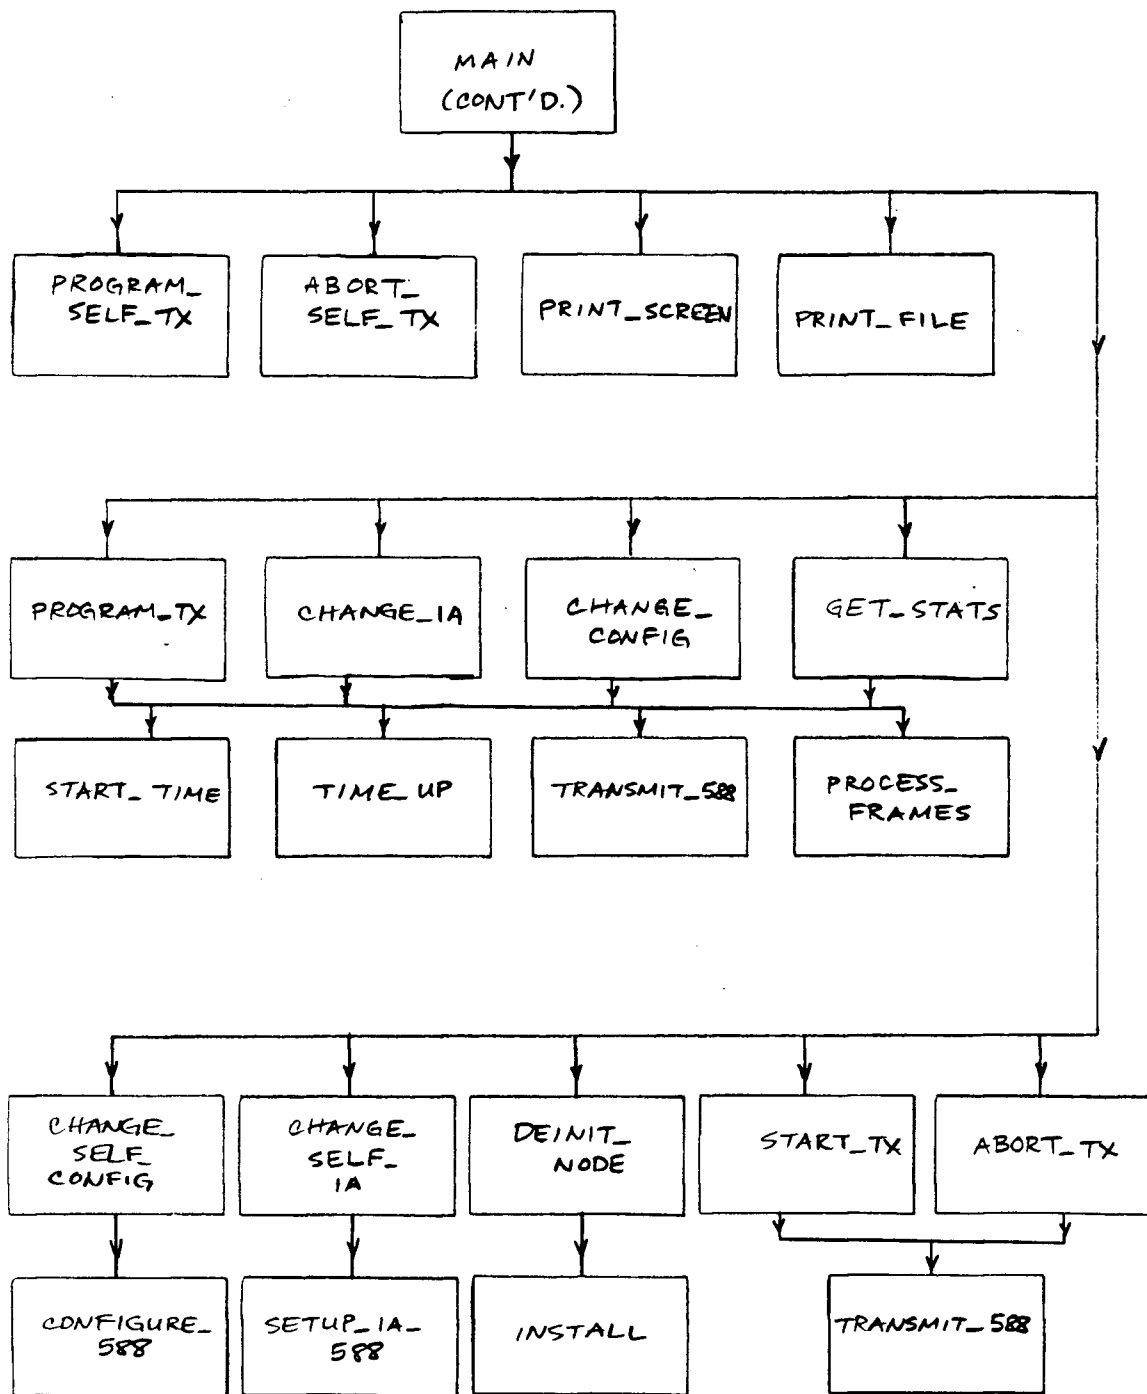 MAIN
(CONT'D.)
PROGRAM_
SELF_TX
ABORT_
SELF_TX
PRINT_SCREEN
PRINT_FILE
PROGRAM_TX
CHANGE_IA
CHANGE_
CONFIG
GET_STATS
START_TIME
TIME_UP
TRANSMIT_588
PROCESS_
FRAMES
CHANGE_
SELF_
CONFIG
CHANGE_
SELF_
IA
DEINIT_
NODE
START_TX
ABORT_TX
CONFIGURE_
588
SETUP_IA_
588
INSTALL
TRANSMIT_588